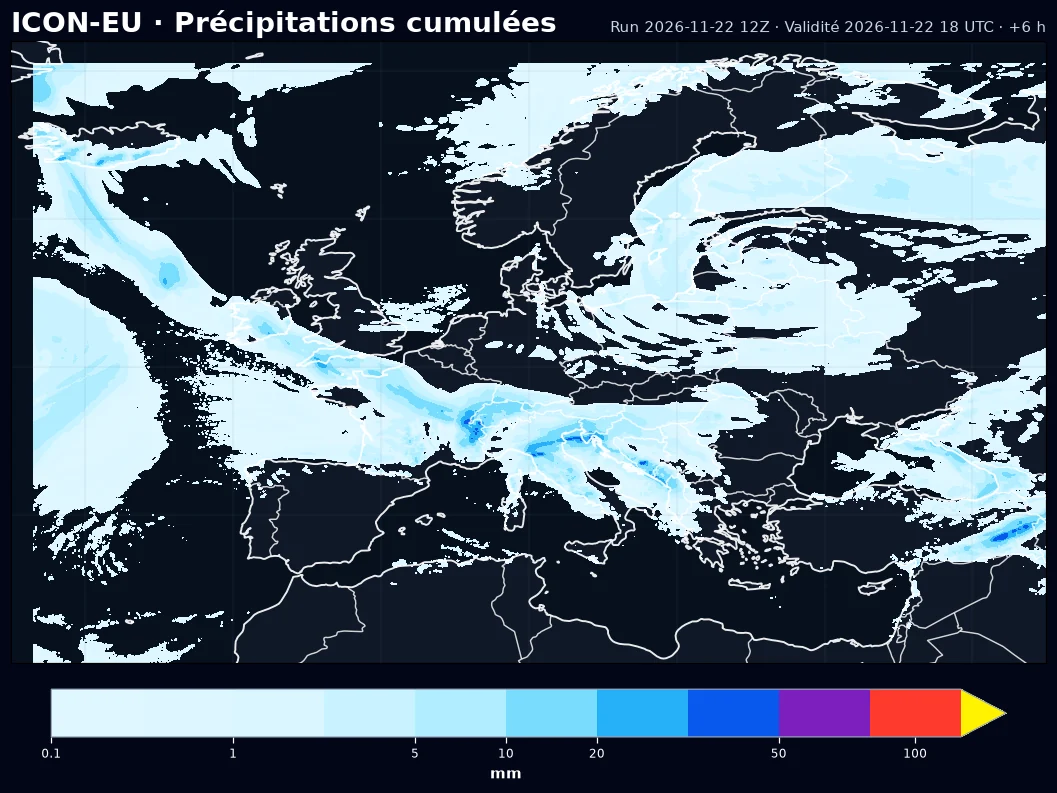 ICON-EU · Précipitations cumulées
Run 2026-11-22 12Z · Validité 2026-11-22 18 UTC · +6 h
0.1 1 5 10 20 50 100
mm